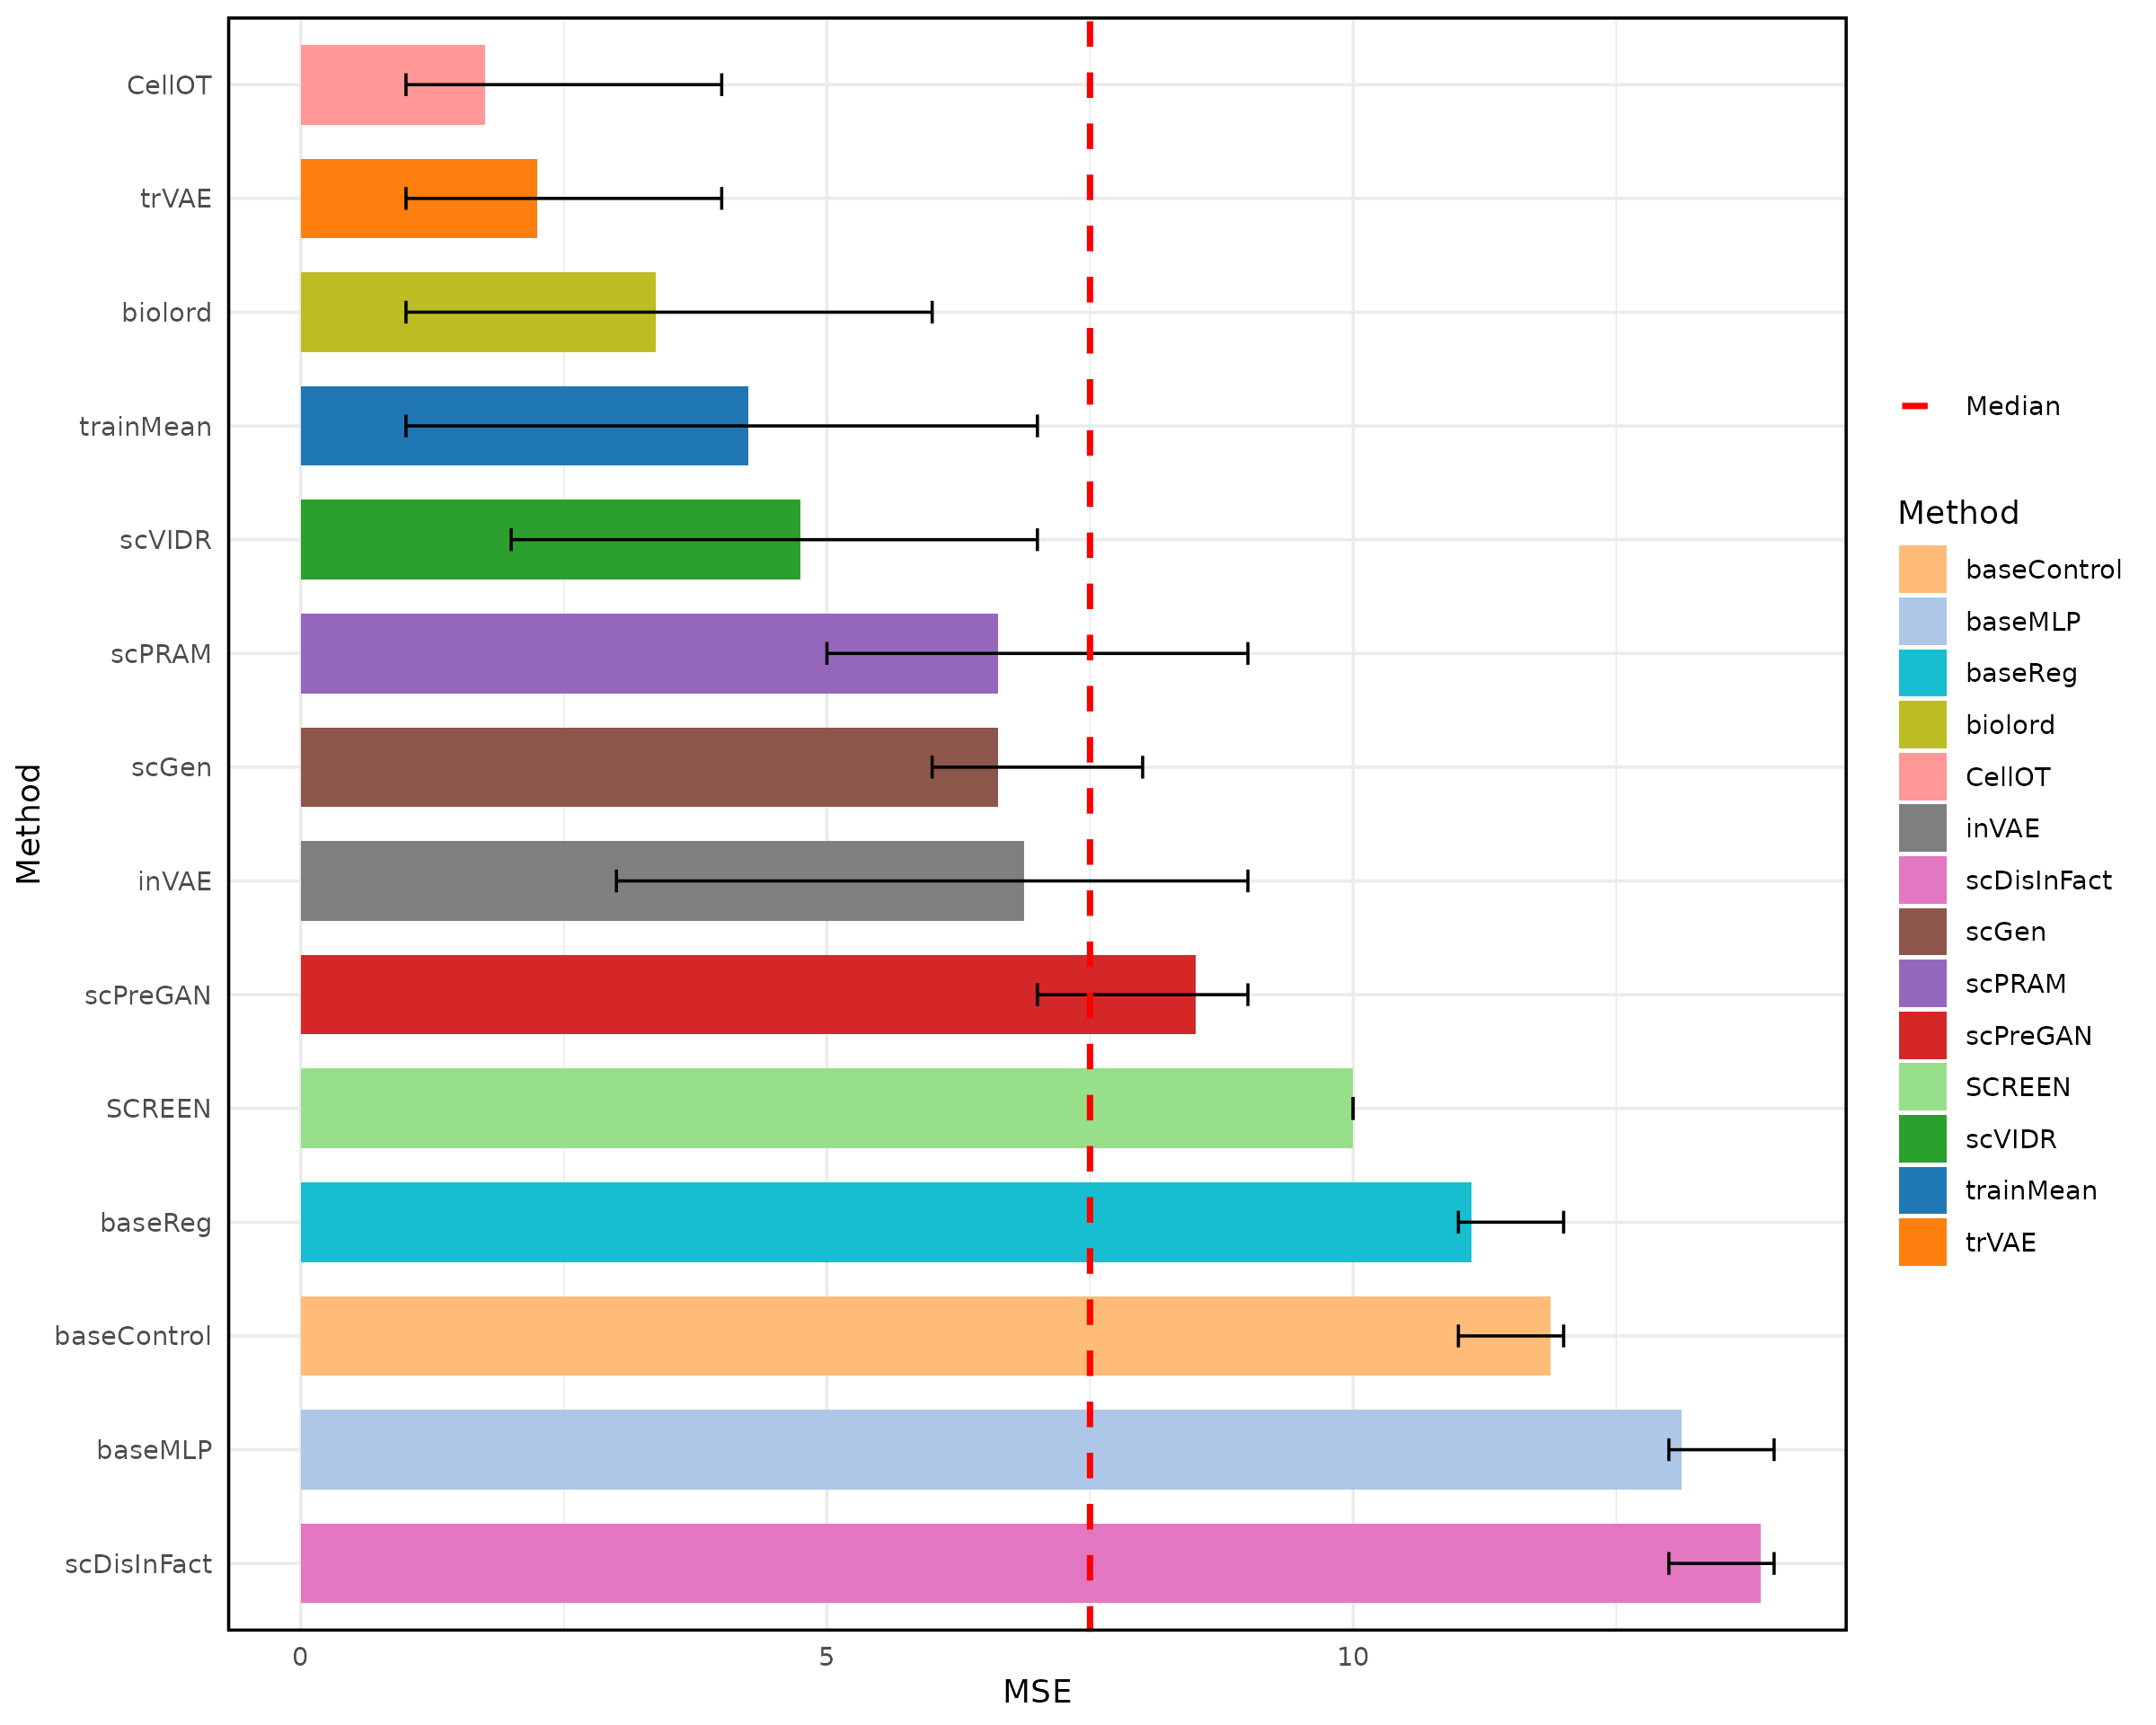 CellOT
trVAE
biolord
trainMean
scVIDR
scPRAM
scGen
inVAE
scPreGAN
SCREEN
baseReg
baseControl
baseMLP
scDisInFact
Method
0 5 10
MSE
Median
Method
baseControl
baseMLP
baseReg
biolord
CellOT
inVAE
scDisInFact
scGen
scPRAM
scPreGAN
SCREEN
scVIDR
trainMean
trVAE